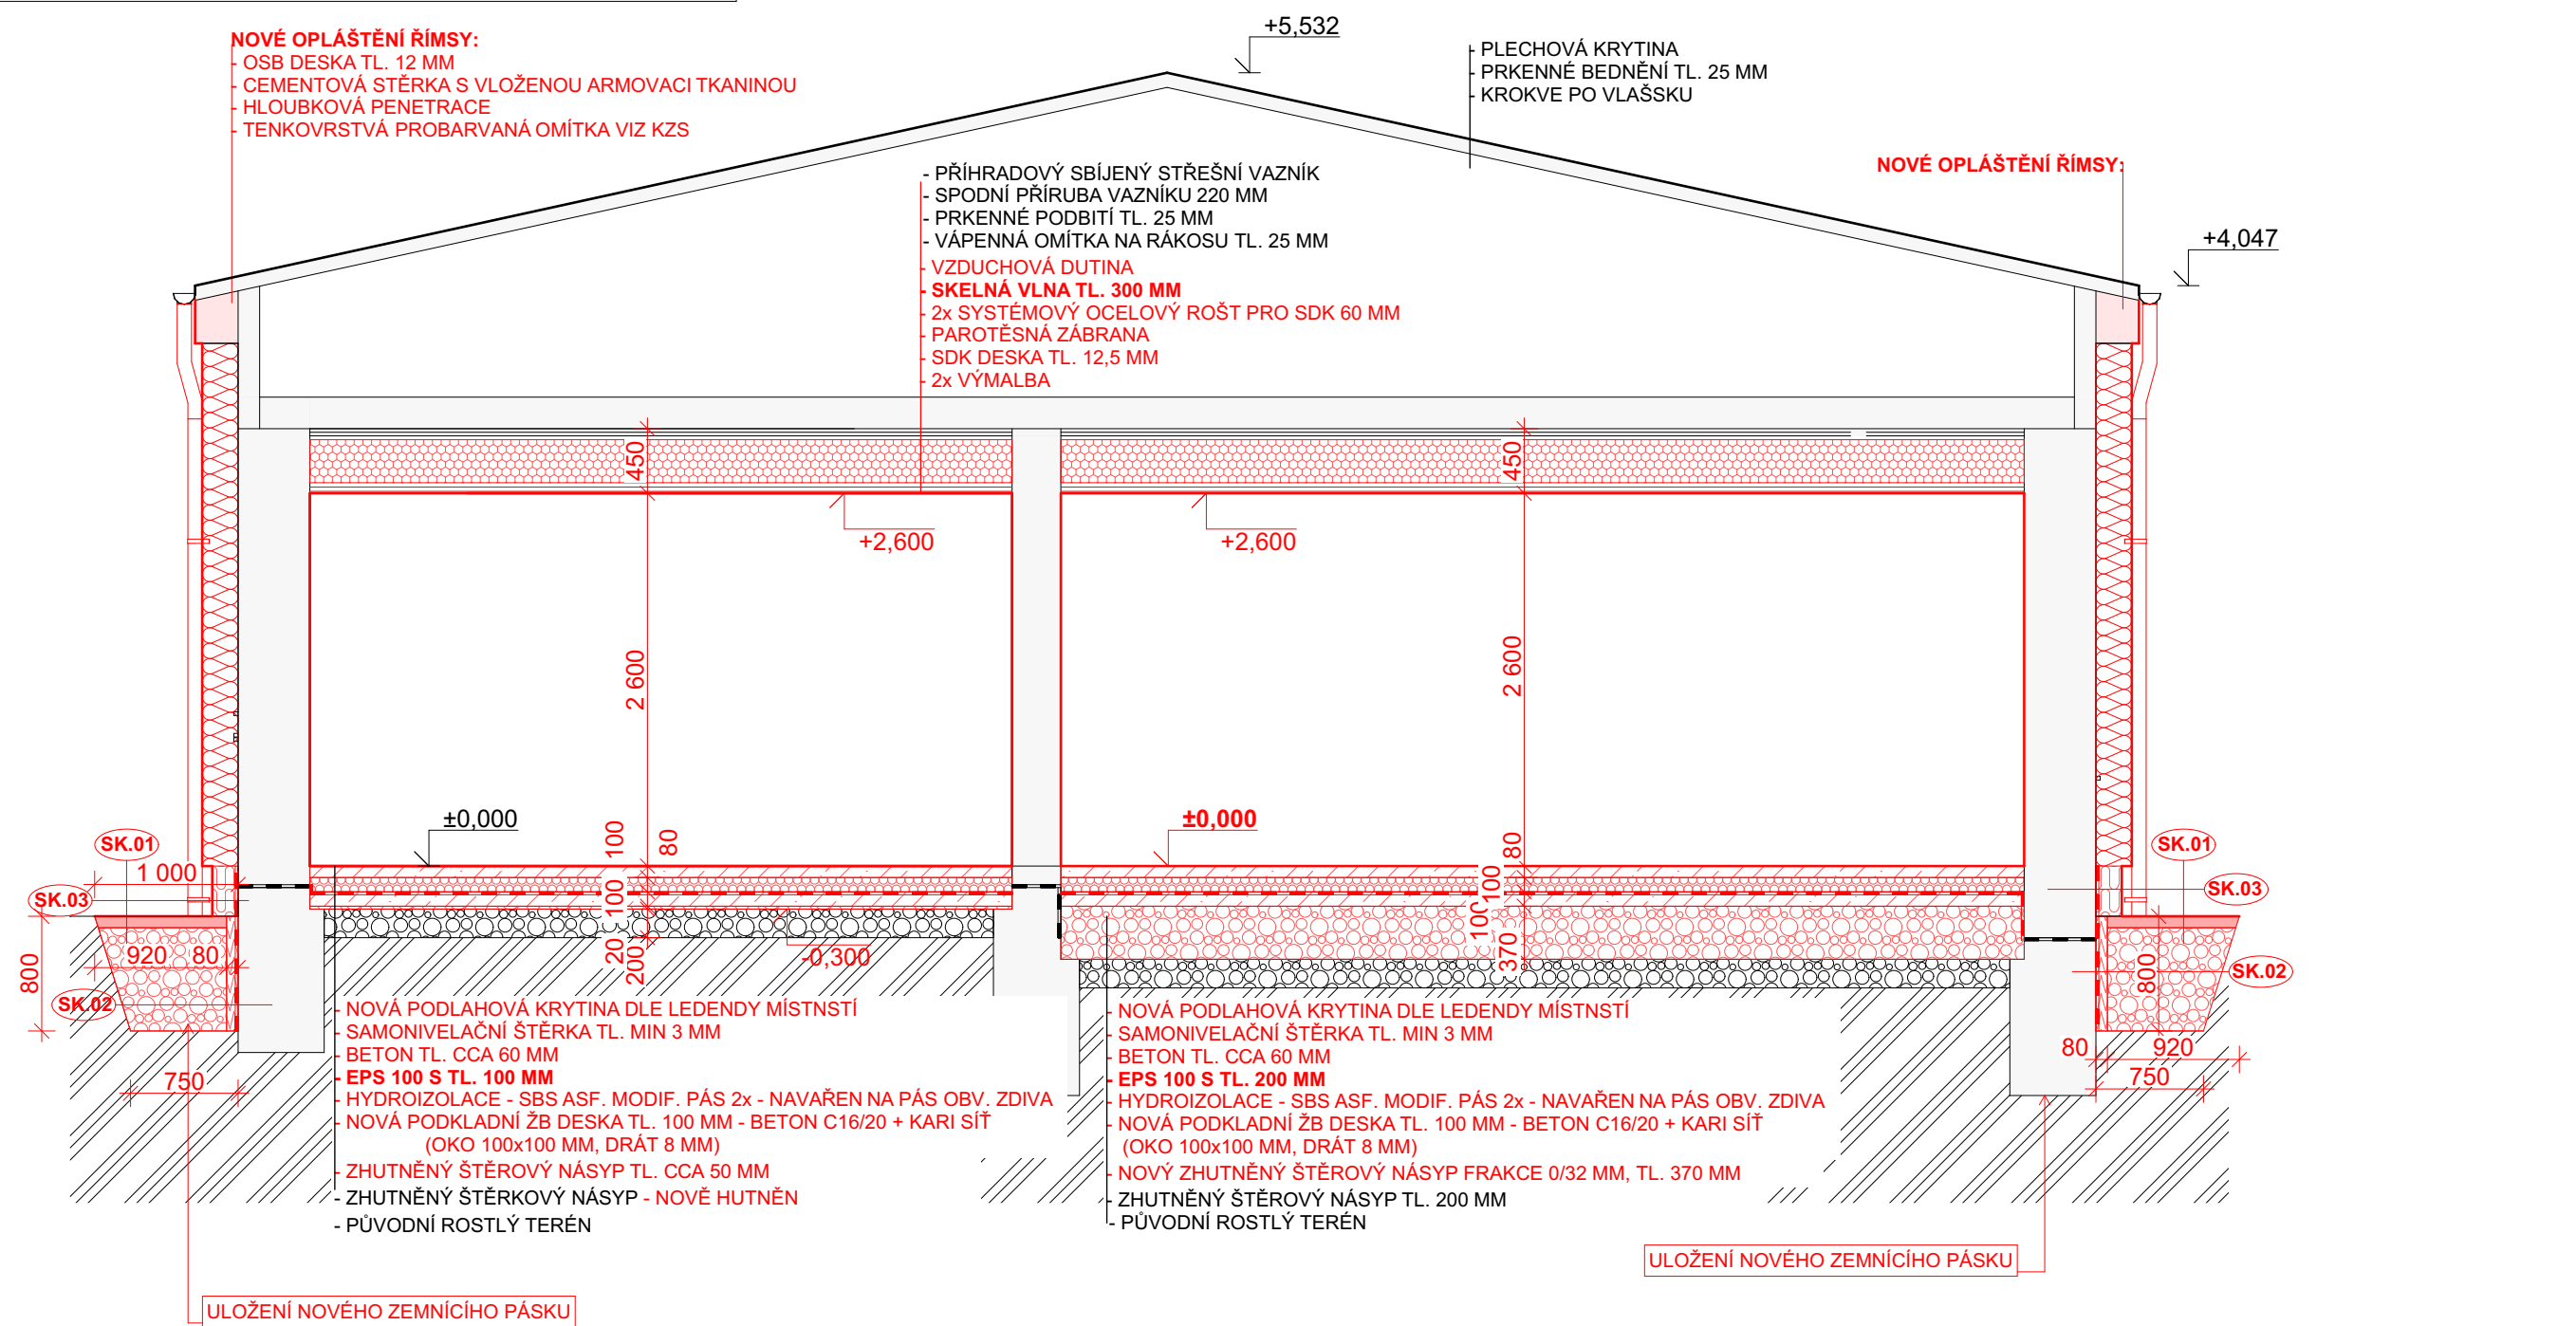 NOVÉ OPLÁŠTĚNÍ ŘÍMSY:
- OSB DESKA TL. 12 MM
- CEMENTOVÁ STĚRKA S VLOŽENOU ARMOVACI TKANINOU
- HLOUBKOVÁ PENETRACE
- TENKOVRSTVÁ PROBARVANÁ OMÍTKA VIZ KZS
+5,532
- PLECHOVÁ KRYTINA
- PRKENNÉ BEDNĚNÍ TL. 25 MM
- KROKVE PO VLAŠSKU
NOVÉ OPLÁŠTĚNÍ ŘÍMSY:
+4,047
- PŘÍHRADOVÝ SBÍJENÝ STŘEŠNÍ VAZNÍK
- SPODNÍ PŘÍRUBA VAZNÍKU 220 MM
- PRKENNÉ PODBITÍ TL. 25 MM
- VÁPENNÁ OMÍTKA NA RÁKOSU TL. 25 MM
- VZDUCHOVÁ DUTINA
- SKELNÁ VLNA TL. 300 MM
- 2x SYSTÉMOVÝ OCELOVÝ ROŠT PRO SDK 60 MM
- PAROTĚSNÁ ZÁBRANA
- SDK DESKA TL. 12,5 MM
- 2x VÝMALBA
450
450
+2,600
+2,600
2 600
2 600
±0,000
±0,000
100
80
80
SK.01
SK.01
1 000
SK.03
SK.03
100
100
100
20
200
370
-0,300
920
80
800
800
SK.02
SK.02
750
80
920
750
- NOVÁ PODLAHOVÁ KRYTINA DLE LEDENDY MÍSTNSTÍ
- SAMONIVELAČNÍ ŠTĚRKA TL. MIN 3 MM
- BETON TL. CCA 60 MM
- EPS 100 S TL. 100 MM
- HYDROIZOLACE - SBS ASF. MODIF. PÁS 2x - NAVAŘEN NA PÁS OBV. ZDIVA
- NOVÁ PODKLADNÍ ŽB DESKA TL. 100 MM - BETON C16/20 + KARI SÍŤ
(OKO 100x100 MM, DRÁT 8 MM)
- ZHUTNĚNÝ ŠTĚROVÝ NÁSYP TL. CCA 50 MM
- ZHUTNĚNÝ ŠTĚRKOVÝ NÁSYP - NOVĚ HUTNĚN
- PŮVODNÍ ROSTLÝ TERÉN
- NOVÁ PODLAHOVÁ KRYTINA DLE LEDENDY MÍSTNSTÍ
- SAMONIVELAČNÍ ŠTĚRKA TL. MIN 3 MM
- BETON TL. CCA 60 MM
- EPS 100 S TL. 200 MM
- HYDROIZOLACE - SBS ASF. MODIF. PÁS 2x - NAVAŘEN NA PÁS OBV. ZDIVA
- NOVÁ PODKLADNÍ ŽB DESKA TL. 100 MM - BETON C16/20 + KARI SÍŤ
(OKO 100x100 MM, DRÁT 8 MM)
- NOVÝ ZHUTNĚNÝ ŠTĚROVÝ NÁSYP FRAKCE 0/32 MM, TL. 370 MM
- ZHUTNĚNÝ ŠTĚROVÝ NÁSYP TL. 200 MM
- PŮVODNÍ ROSTLÝ TERÉN
ULOŽENÍ NOVÉHO ZEMNÍCÍHO PÁSKU
ULOŽENÍ NOVÉHO ZEMNÍCÍHO PÁSKU